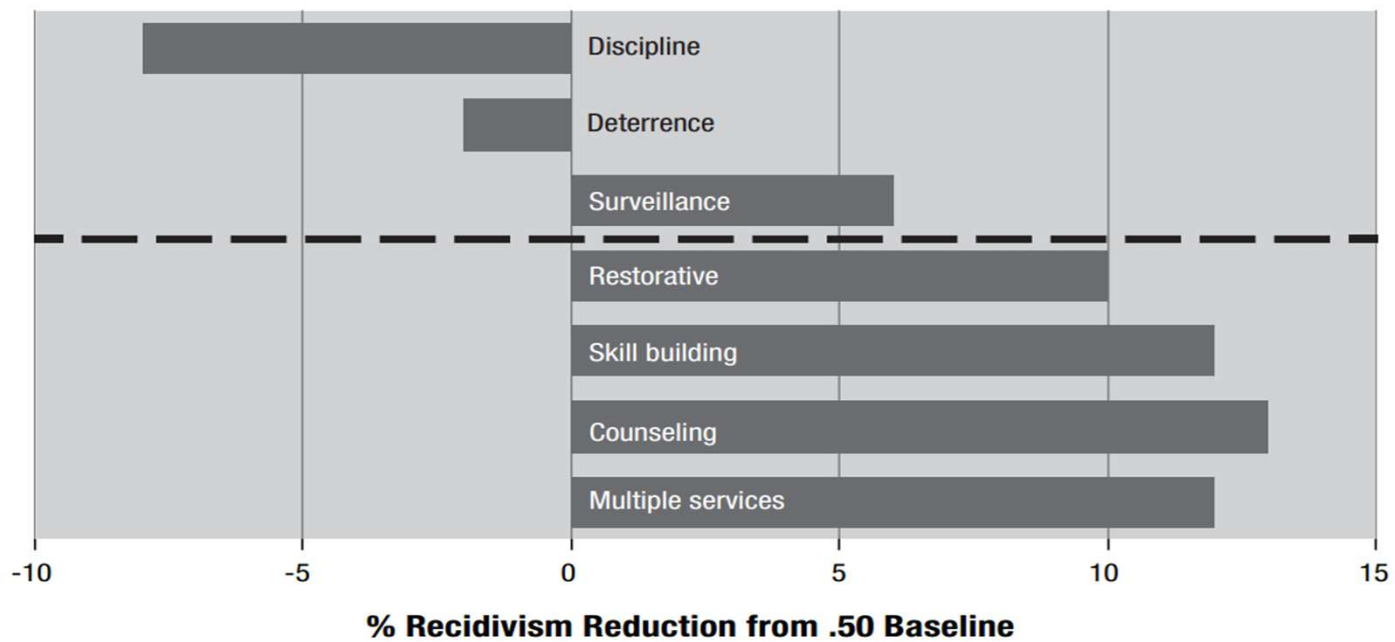 Discipline
Deterrence
Surveillance
Restorative
Skill building
Counseling
Multiple services
-10 -5 0 5 10 15
% Recidivism Reduction from .50 Baseline